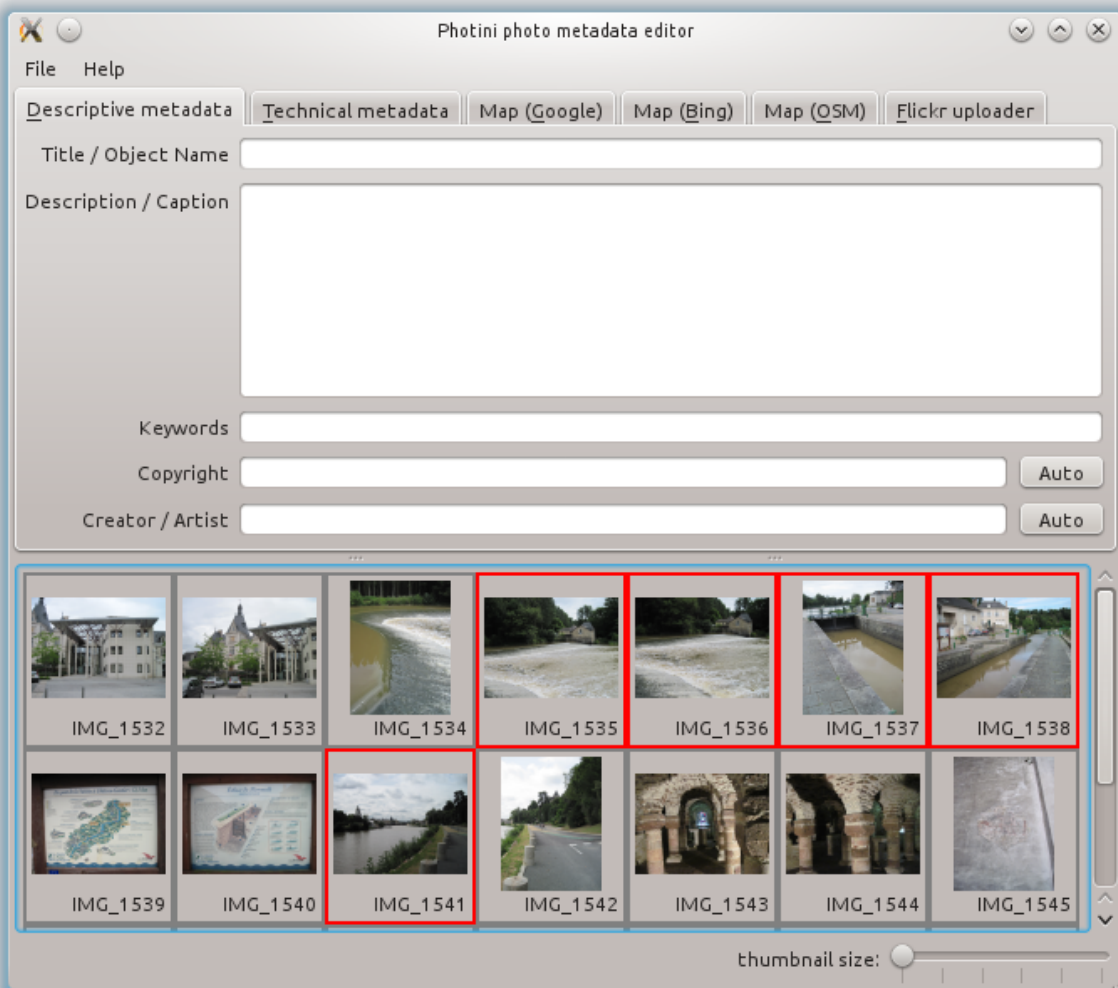 Photini photo metadata editor
File Help
Descriptive metadata Technical metadata Map (Google) Map (Bing) Map (OSM) Flickr uploader
Title / Object Name
Description / Caption
Keywords
Copyright Auto
Creator / Artist Auto
IMG_1532 IMG_1533 IMG_1534 IMG_1535 IMG_1536 IMG_1537 IMG_1538
IMG_1539 IMG_1540 IMG_1541 IMG_1542 IMG_1543 IMG_1544 IMG_1545
thumbnail size: